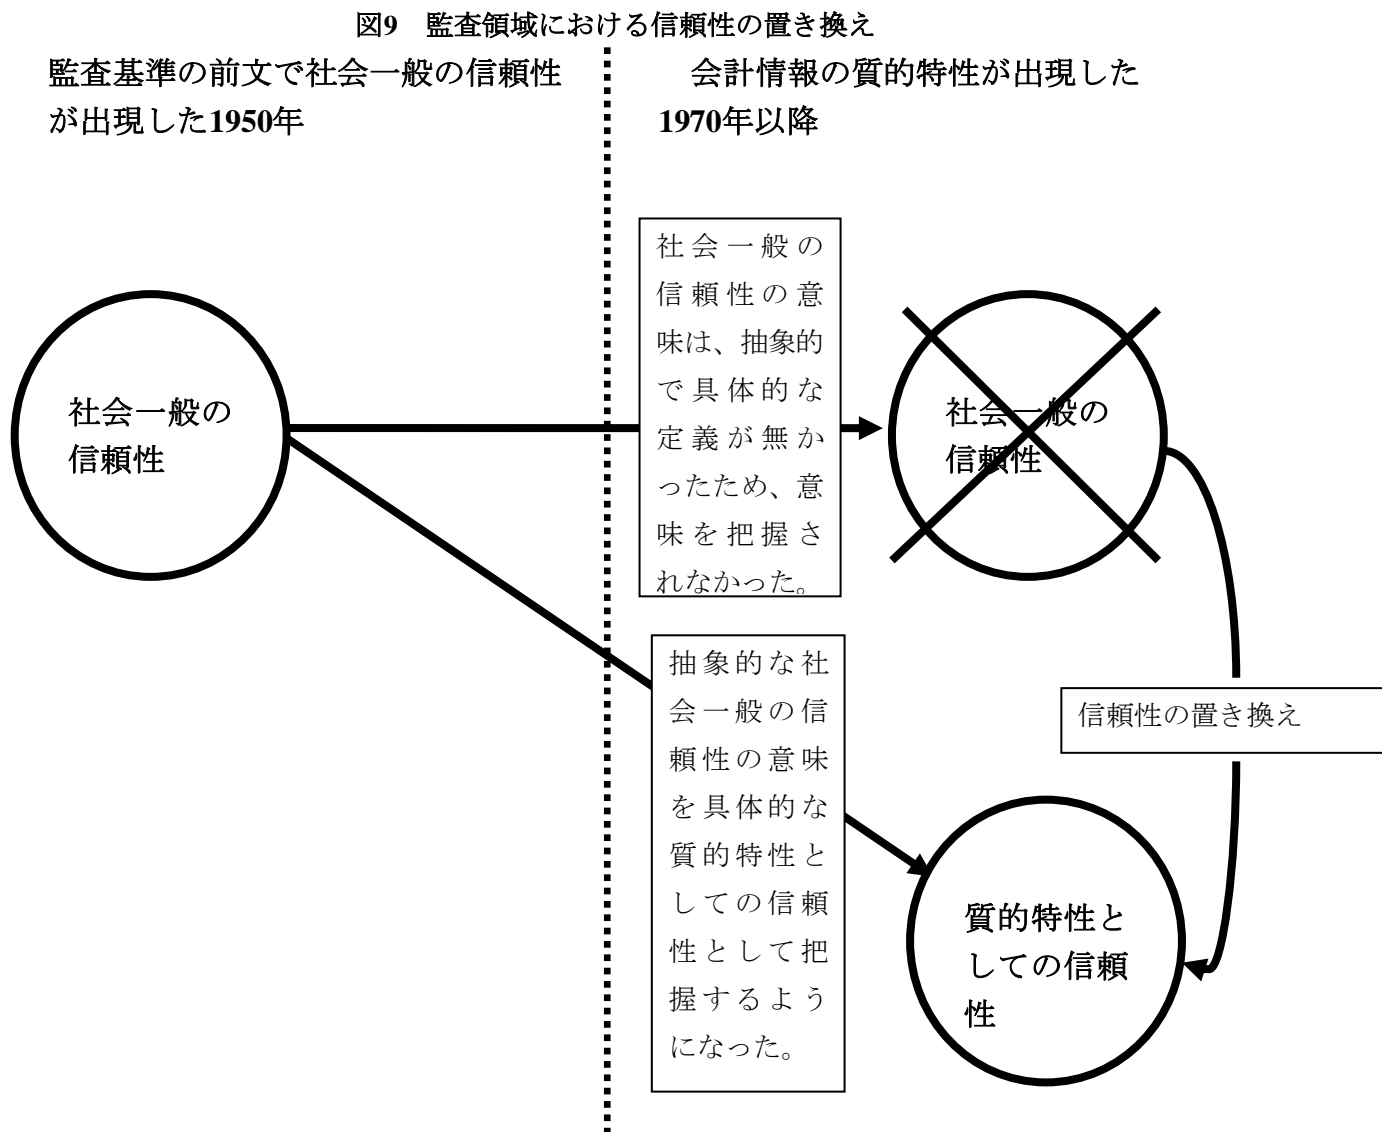 図9 監査領域における信頼性の置き換え
監査基準の前文で社会一般の信頼性
が出現した1950年
会計情報の質的特性が出現した
1970年以降
社会一般の
信頼性の意
味は、抽象的
で具体的な
定義が無か
ったため、意
味を把握さ
れなかった。
社会一般の
信頼性
社会一般の
信頼性
抽象的な社
会一般の信
頼性の意味
を具体的な
質的特性と
しての信頼
性として把
握するよう
になった。
信頼性の置き換え
質的特性と
しての信頼
性